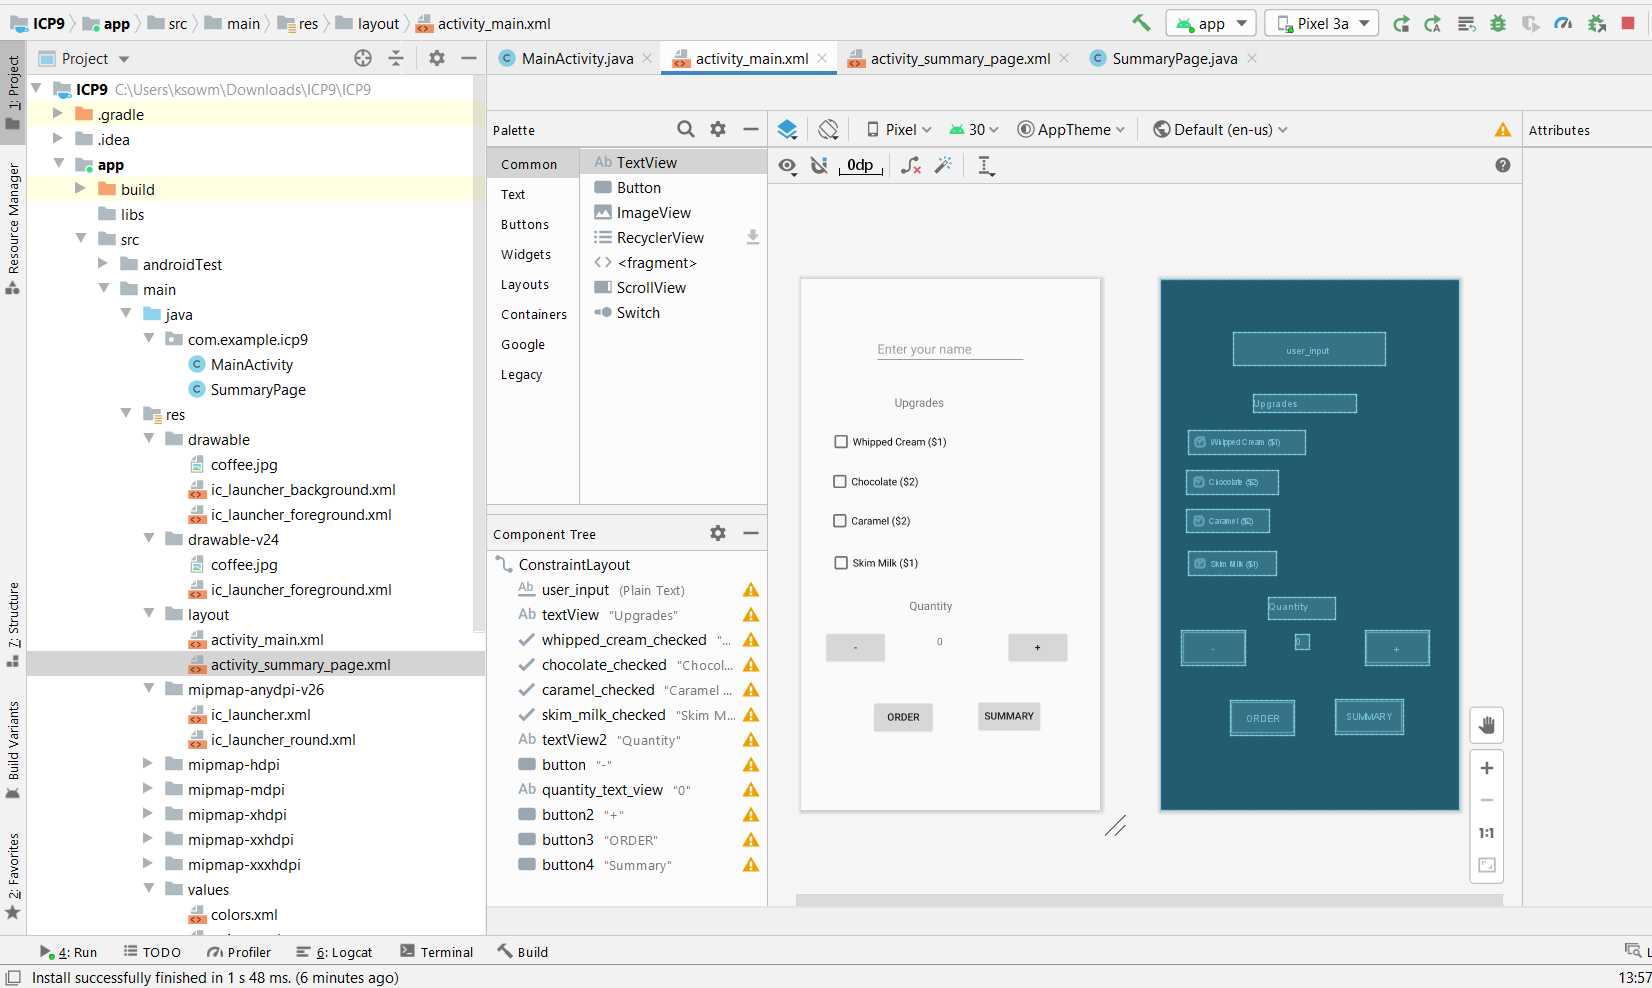 ICP9 app src main res layout activity_main.xml app Pixel 3a
Project
MainActivity.java activity_main.xml activity_summary_page.xml SummaryPage.java
1: Project
Resource Manager
7: Structure
Build Variants
2: Favorites
ICP9 C:\Users\ksowm\Downloads\ICP9\ICP9
.gradle
.idea
app
build
libs
src
androidTest
main
java
com.example.icp9
MainActivity
SummaryPage
res
drawable
coffee.jpg
ic_launcher_background.xml
ic_launcher_foreground.xml
drawable-v24
coffee.jpg
ic_launcher_foreground.xml
layout
activity_main.xml
activity_summary_page.xml
mipmap-anydpi-v26
ic_launcher.xml
ic_launcher_round.xml
mipmap-hdpi
mipmap-mdpi
mipmap-xhdpi
mipmap-xxhdpi
mipmap-xxxhdpi
values
colors.xml
Palette
Common
Text
Buttons
Widgets
Layouts
Containers
Google
Legacy
Ab TextView
Button
ImageView
RecyclerView
<fragment>
ScrollView
Switch
Component Tree
ConstraintLayout
Ab user_input (Plain Text)
Ab textView "Upgrades"
whipped_cream_checked "...
chocolate_checked "Chocol...
caramel_checked "Caramel ...
skim_milk_checked "Skim M...
Ab textView2 "Quantity"
button "-"
Ab quantity_text_view "0"
button2 "+"
button3 "ORDER"
button4 "Summary"
Pixel 30 AppTheme Default (en-us)
0dp
Attributes
Enter your name
Upgrades
Whipped Cream ($1)
Chocolate ($2)
Caramel ($2)
Skim Milk ($1)
Quantity
- 0 +
ORDER SUMMARY
user_input
Upgrades
Whipped Cream ($1)
Chocolate ($2)
Caramel ($2)
Skim Milk ($1)
Quantity
- 0 +
ORDER SUMMARY
1:1
4: Run TODO Profiler 6: Logcat Terminal Build L
Install successfully finished in 1 s 48 ms. (6 minutes ago) 13:57